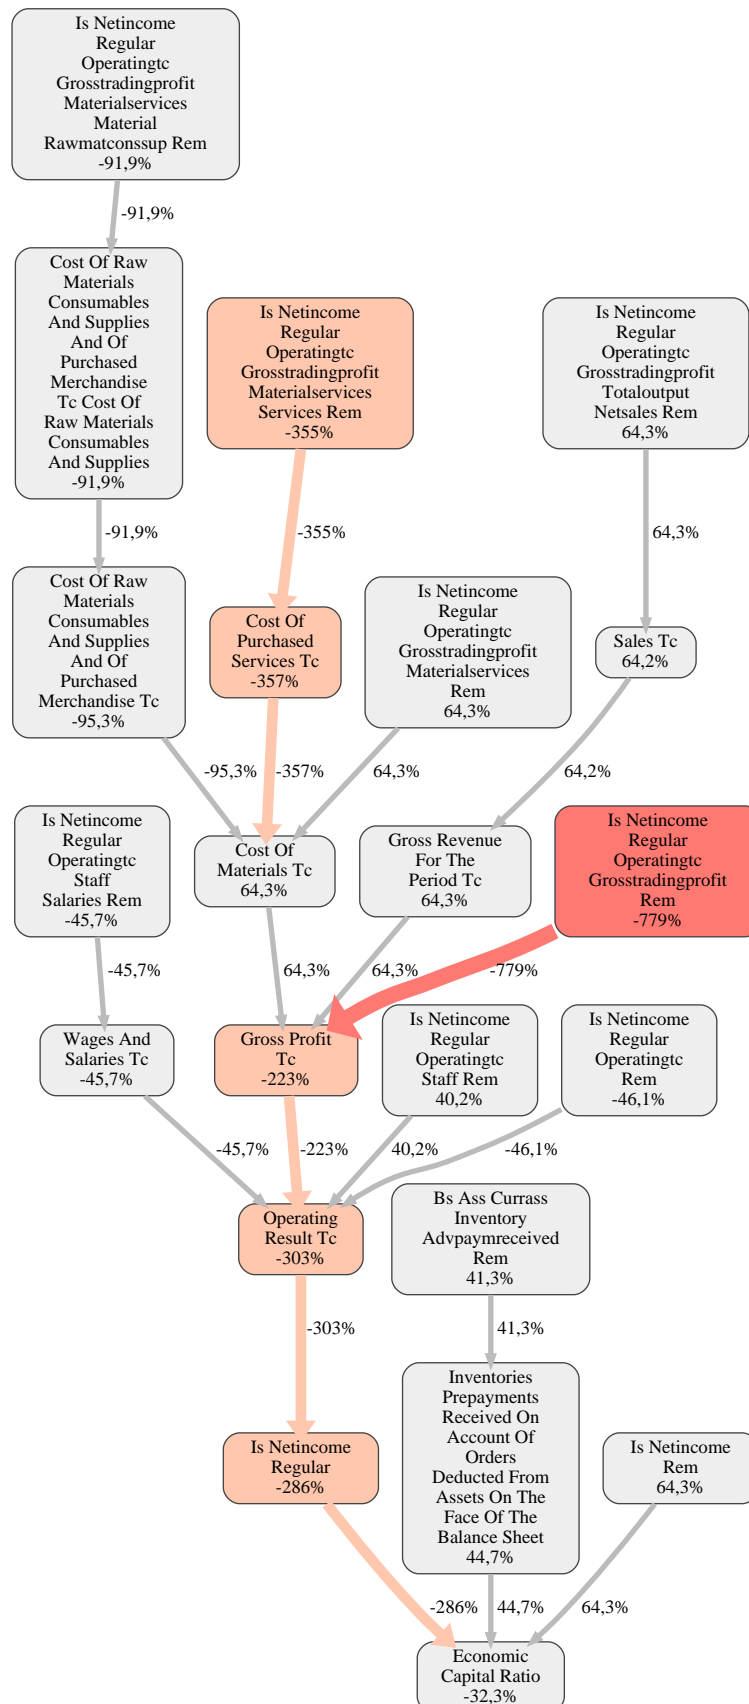 Is Netincome
Regular
Operatingtc
Grosstradingprofit
Materialservices
Material
Rawmatconssup Rem
-91,9%
-91,9%
Cost Of Raw
Materials
Consumables
And Supplies
And Of
Purchased
Merchandise
Tc Cost Of
Raw Materials
Consumables
And Supplies
-91,9%
Is Netincome
Regular
Operatingtc
Grosstradingprofit
Materialservices
Services Rem
-355%
Is Netincome
Regular
Operatingtc
Grosstradingprofit
Totaloutput
Netsales Rem
64,3%
-91,9%
-355%
64,3%
Cost Of Raw
Materials
Consumables
And Supplies
And Of
Purchased
Merchandise Tc
-95,3%
Cost Of
Purchased
Services Tc
-357%
Is Netincome
Regular
Operatingtc
Grosstradingprofit
Materialservices
Rem
64,3%
Sales Tc
64,2%
-95,3%
-357%
64,3%
64,2%
Is Netincome
Regular
Operatingtc
Staff
Salaries Rem
-45,7%
Cost Of
Materials Tc
64,3%
Gross Revenue
For The
Period Tc
64,3%
Is Netincome
Regular
Operatingtc
Grosstradingprofit
Rem
-779%
-45,7%
64,3%
64,3%
-779%
Wages And
Salaries Tc
-45,7%
Gross Profit
Tc
-223%
Is Netincome
Regular
Operatingtc
Staff Rem
40,2%
Is Netincome
Regular
Operatingtc
Rem
-46,1%
-45,7%
-223%
40,2%
-46,1%
Operating
Result Tc
-303%
Bs Ass Currass
Inventory
Advpaymreceived
Rem
41,3%
-303%
41,3%
Is Netincome
Regular
-286%
Inventories
Prepayments
Received On
Account Of
Orders
Deducted From
Assets On The
Face Of The
Balance Sheet
44,7%
Is Netincome
Rem
64,3%
-286%
44,7%
64,3%
Economic
Capital Ratio
-32,3%